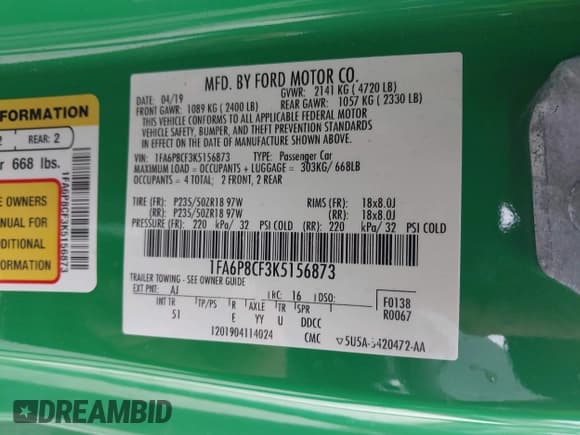 FORMATION
REAR: 2
668 lbs.
E OWNERS
NUAL FOR
DITIONAL
FORMATION
1FA6P8CF3K5156873
MFD. BY FORD MOTOR CO.
DATE: 04/19 GVWR: 2141 KG ( 4720 LB)
FRONT GAWR: 1089 KG ( 2400 LB) REAR GAWR: 1057 KG ( 2330 LB)
THIS VEHICLE CONFORMS TO ALL APPLICABLE FEDERAL MOTOR
VEHICLE SAFETY, BUMPER, AND THEFT PREVENTION STANDARDS
IN EFFECT ON THE DATE OF MANUFACTURE SHOWN ABOVE.
VIN: 1FA6P8CF3K5156873 TYPE: Passenger Car
MAXIMUM LOAD = OCCUPANTS + LUGGAGE = 303KG/ 668LB
OCCUPANTS = 4 TOTAL; 2 FRONT, 2 REAR
TIRE (FR): P235/50ZR18 97W RIMS (FR): 18x8.0J
(RR): P235/50ZR18 97W (RR): 18x8.0J
PRESSURE (FR): 220 kPa/ 32 PSI COLD (RR): 220 kPa/ 32 PSI COLD
1FA6P8CF3K5156873
TRAILER TOWING - SEE OWNER GUIDE
EXT PNT: AJ RC: 16 DSO: F0138
INT TR TP/PS R AXLE TR SPR R0067
51 E YY U DDCC
1201904114024 CMC ▽5U5A-5420472-AA
DREAMBID